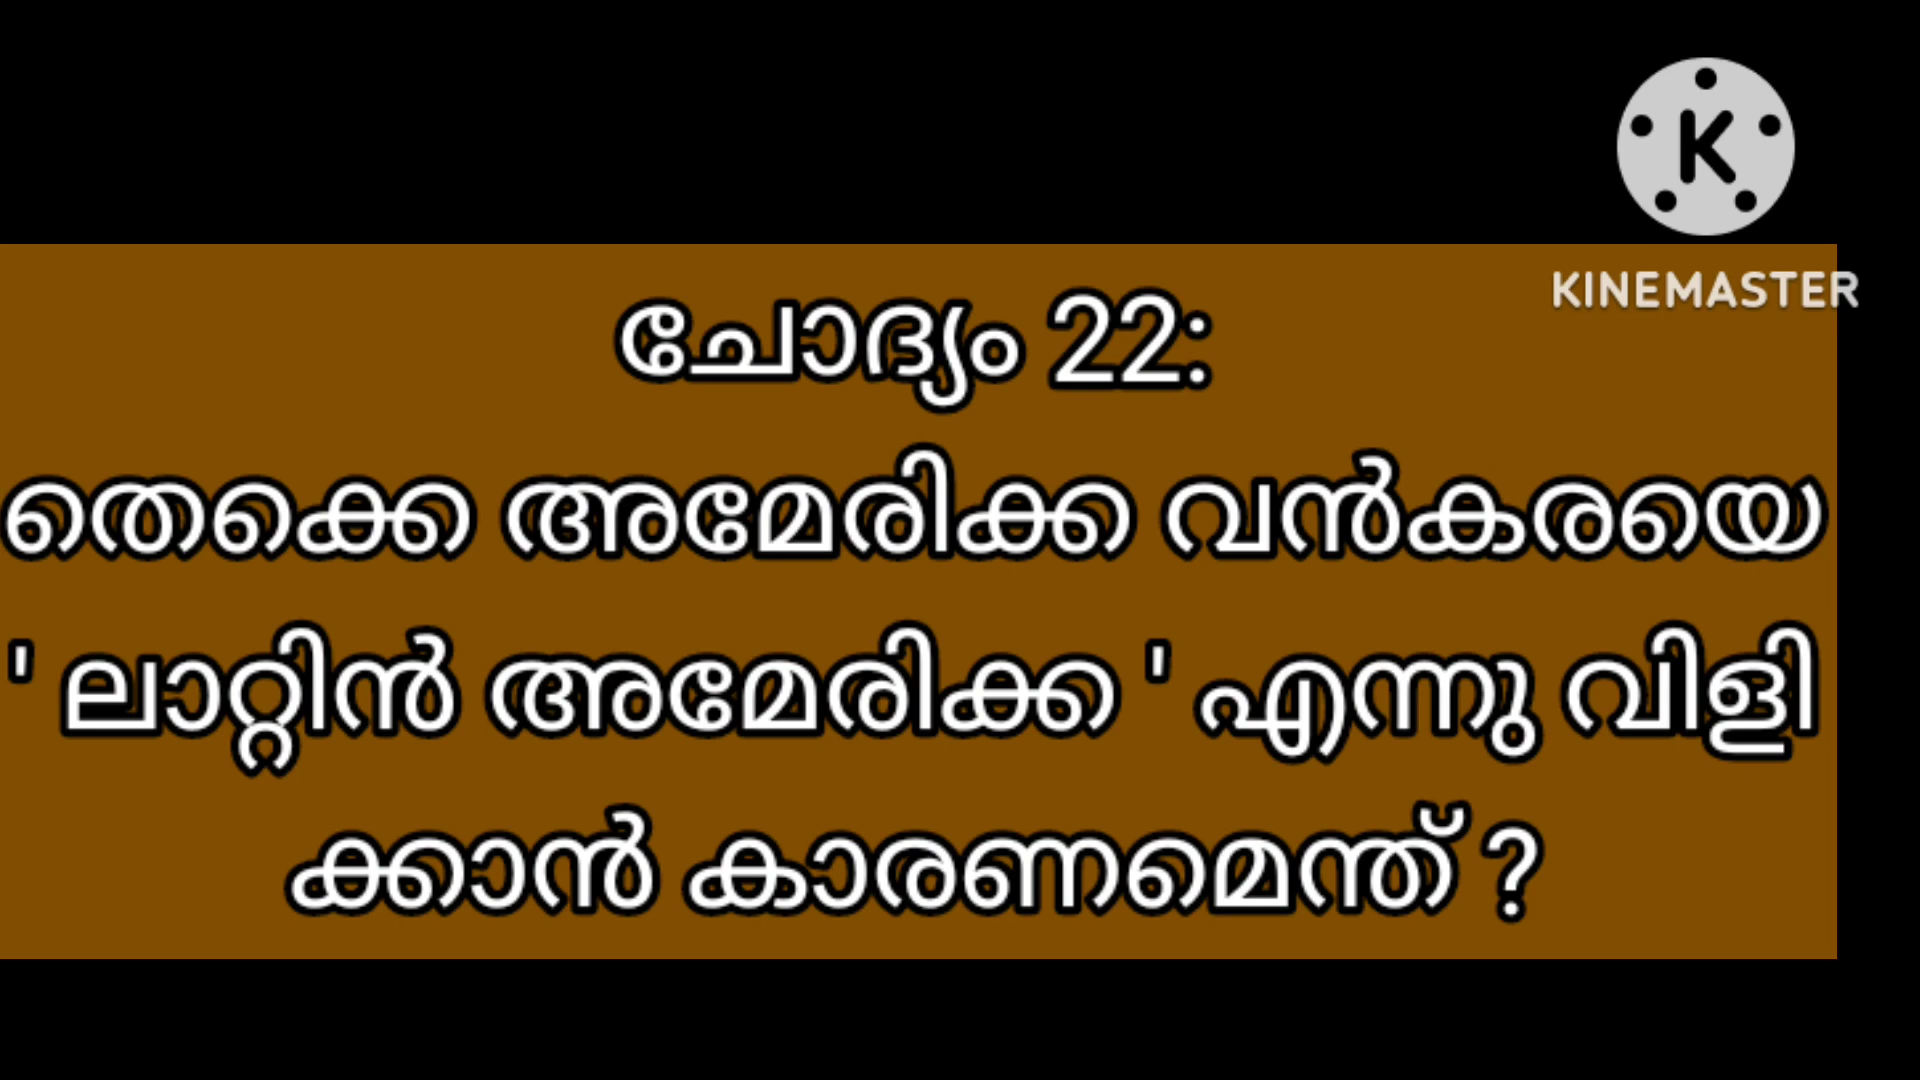 K
KINEMASTER
ചോദ്യം 22:
തെക്കെ അമേരിക്ക വൻകരയെ
' ലാറ്റിൻ അമേരിക്ക ' എന്നു വിളി
ക്കാൻ കാരണമെന്ത് ?